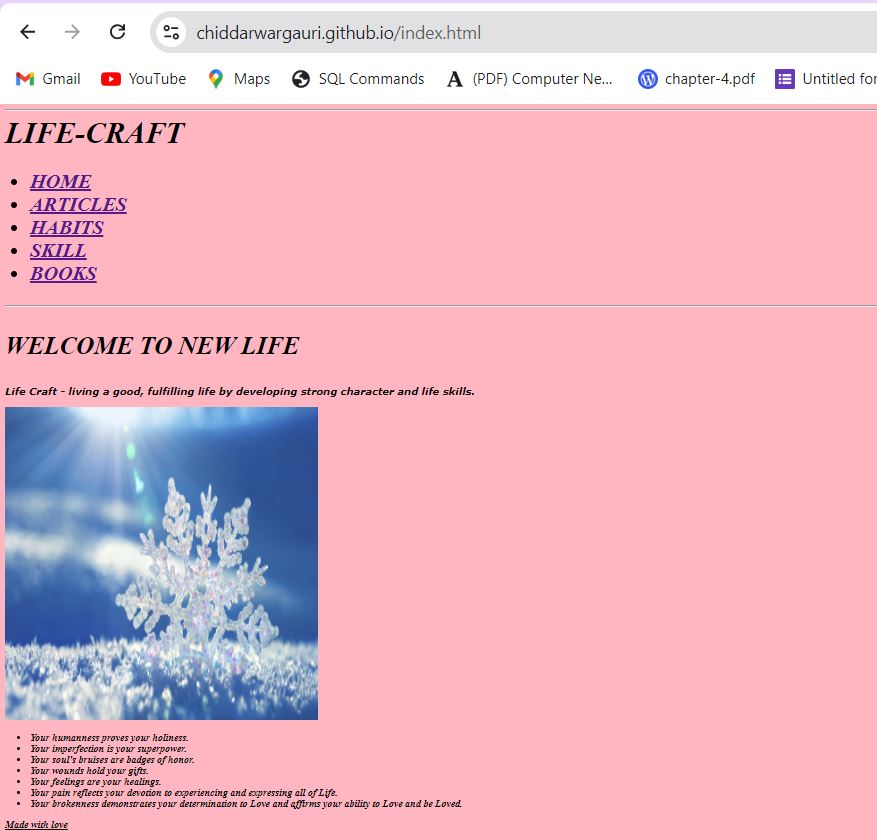 chiddarwargauri.github.io/index.html
Gmail YouTube Maps SQL Commands (PDF) Computer Ne... chapter-4.pdf Untitled for
LIFE-CRAFT
HOME
ARTICLES
HABITS
SKILL
BOOKS
WELCOME TO NEW LIFE
Life Craft - living a good, fulfilling life by developing strong character and life skills.
Your humanness proves your holiness.
Your imperfection is your superpower.
Your soul's bruises are badges of honor.
Your wounds hold your gifts.
Your feelings are your healings.
Your pain reflects your devotion to experiencing and expressing all of Life.
Your brokenness demonstrates your determination to Love and affirms your ability to Love and be Loved.
Made with love